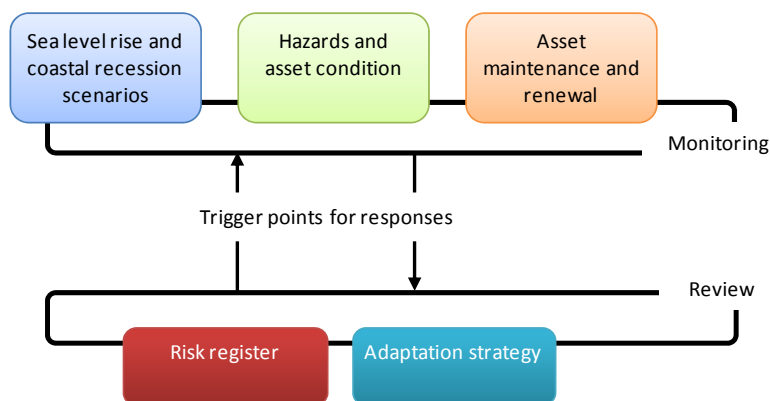 Sea level rise and
coastal recession
scenarios
Hazards and
asset condition
Asset
maintenance and
renewal
Monitoring
Trigger points for responses
Review
Risk register
Adaptation strategy